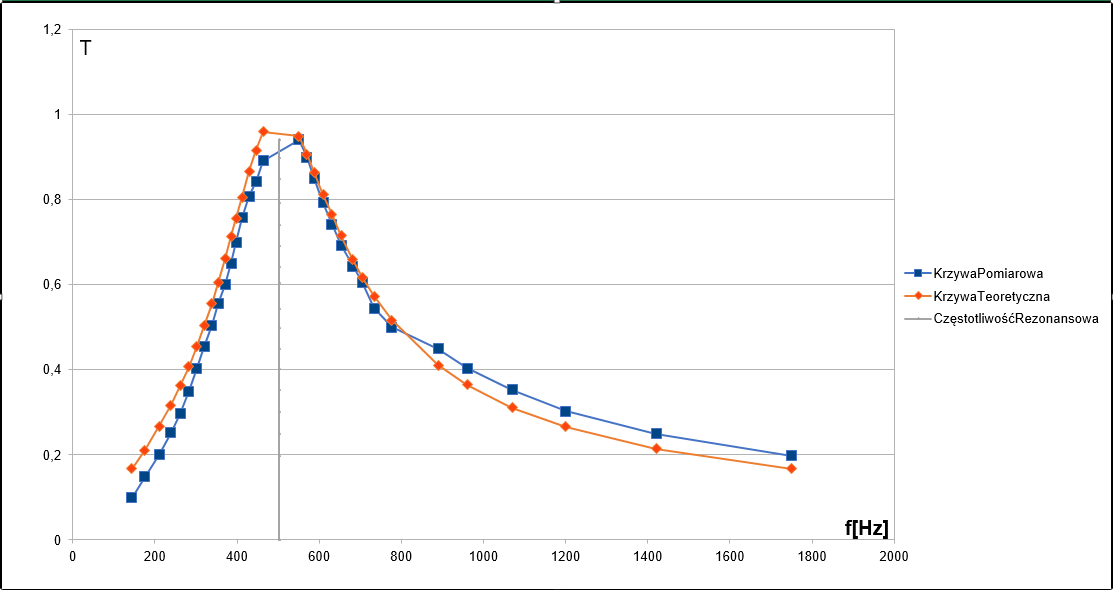 1,2
T
1
0,8
0,6
0,4
0,2
0
0 200 400 600 800 1000 1200 1400 1600 1800 2000
f[Hz]
KrzywaPomiarowa
KrzywaTeoretyczna
CzęstotliwośćRezonansowa